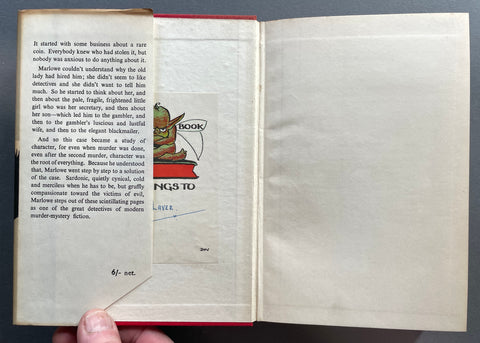 It started with some business about a rare
coin. Everybody knew who had stolen it, but
nobody was anxious to do anything about it.
Marlowe couldn't understand why the old
lady had hired him; she didn't seem to like
detectives and she didn't want to tell him
much. So he started to think about her, and
then about the pale, fragile, frightened little
girl who was her secretary, and then about
her son—which led him to the gambler, and
then to the gambler's luscious and lustful
wife, and then to the elegant blackmailer.
And so this case became a study of
character, for even when murder was done,
even after the second murder, character was
the root of everything. Because he understood
that, Marlowe went step by step to a solution
of the case. Sardonic, quietly cynical, cold
and merciless when he has to be, but gruffly
compassionate toward the victims of evil,
Marlowe steps out of these scintillating pages
as one of the great detectives of modern
murder-mystery fiction.
6/- net.
BOOK
NGS TO